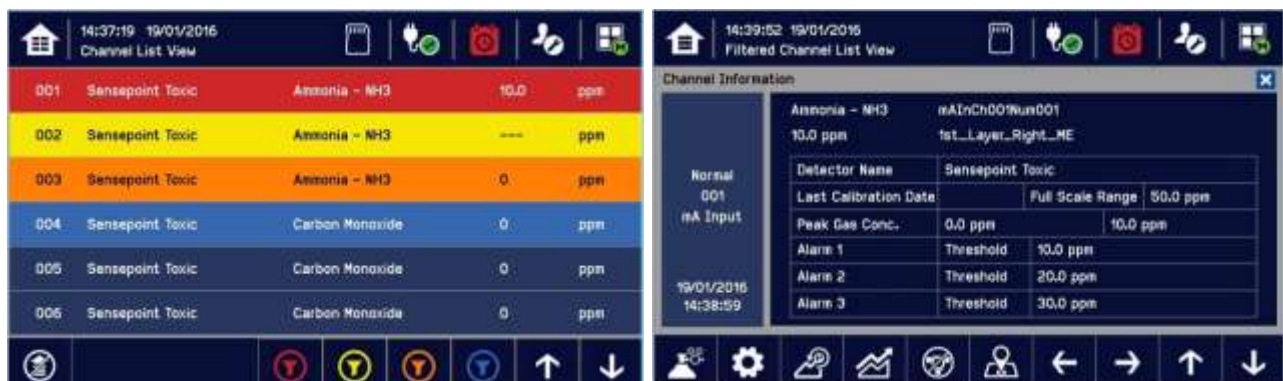 14:37:19 19/01/2016
Channel List View
001 Sensepoint Toxic Ammonia - NH3 10.0 ppm
002 Sensepoint Toxic Ammonia - NH3 --- ppm
003 Sensepoint Toxic Ammonia - NH3 0 ppm
004 Sensepoint Toxic Carbon Monoxide 0 ppm
005 Sensepoint Toxic Carbon Monoxide 0 ppm
006 Sensepoint Toxic Carbon Monoxide 0 ppm
14:39:52 19/01/2016
Filtered Channel List View
Channel Information
Normal
001
mA Input
19/01/2016
14:38:59
Ammonia - NH3 mAInCh001Num001
10.0 ppm 1st_Layer_Right_ME
Detector Name Sensepoint Toxic
Last Calibration Date Full Scale Range 50.0 ppm
Peak Gas Conc. 0.0 ppm 10.0 ppm
Alarm 1 Threshold 10.0 ppm
Alarm 2 Threshold 20.0 ppm
Alarm 3 Threshold 30.0 ppm